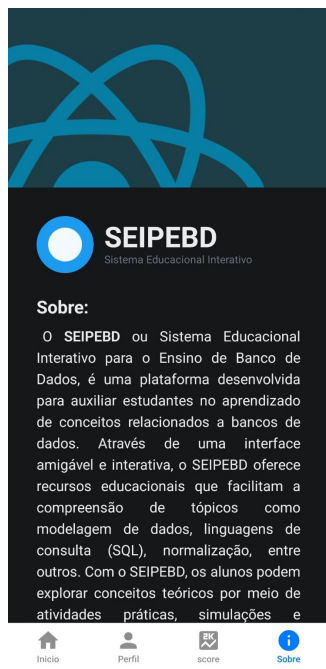 SEIPEBD
Sistema Educacional Interativo
Sobre:
O SEIPEBD ou Sistema Educacional
Interativo para o Ensino de Banco de
Dados, é uma plataforma desenvolvida
para auxiliar estudantes no aprendizado
de conceitos relacionados a bancos de
dados. Através de uma interface
amigável e interativa, o SEIPEBD oferece
recursos educacionais que facilitam a
compreensão de tópicos como
modelagem de dados, linguagens de
consulta (SQL), normalização, entre
outros. Com o SEIPEBD, os alunos podem
explorar conceitos teóricos por meio de
atividades práticas, simulações e
2K
Inicio Perfil score Sobre